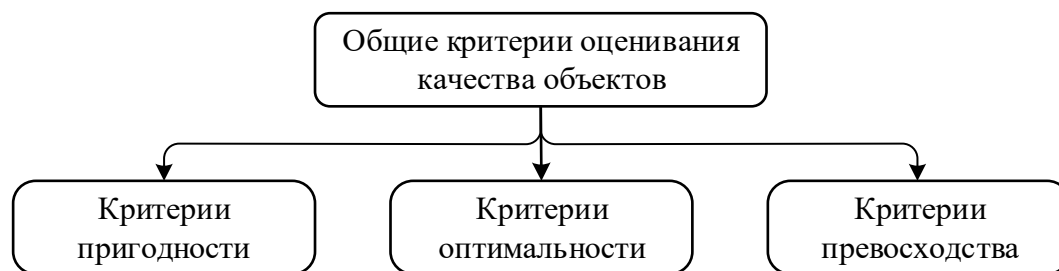 Общие критерии оценивания
качества объектов
Критерии
пригодности
Критерии
оптимальности
Критерии
превосходства